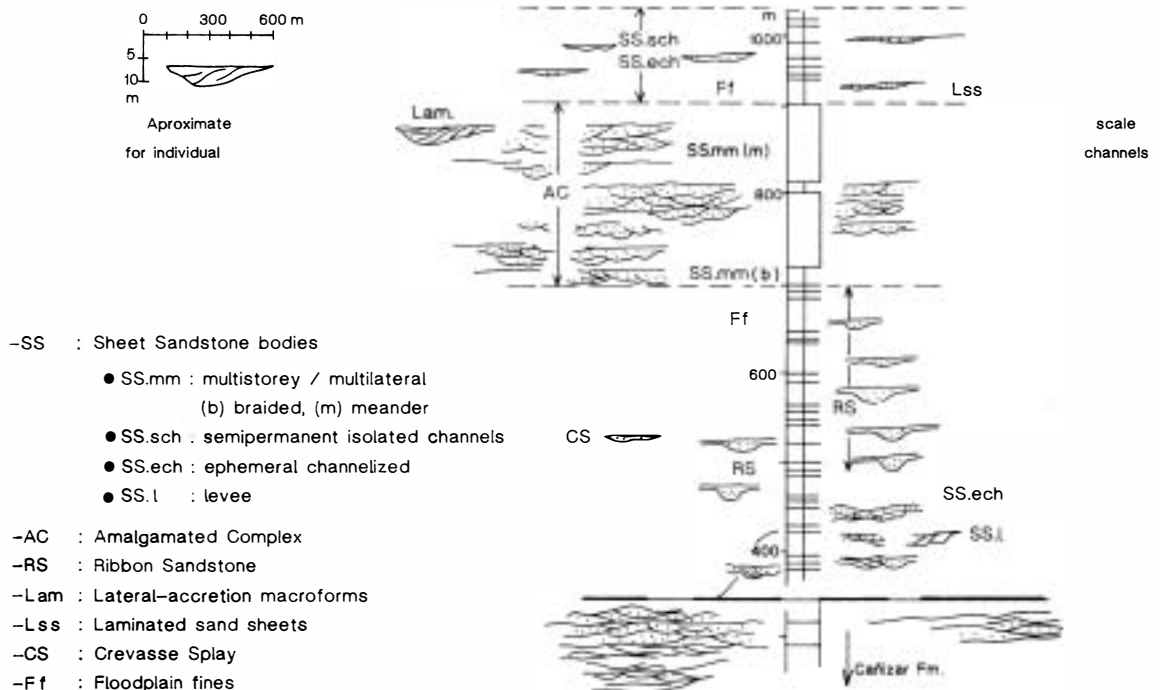 0 300 600 m
5
10
m
Aproximate
for individual
scale
channels
m
1000
SS.sch
SS.ech
Ff
Lss
Lam.
SS.mm (m)
AC
800
SS.mm (b)
Ff
600
RS
CS
RS
SS.ech
SS.l
400
Cañizar Fm.
-SS : Sheet Sandstone bodies
● SS.mm : multistorey / multilateral
(b) braided, (m) meander
● SS.sch : semipermanent isolated channels
● SS.ech : ephemeral channelized
● SS.l : levee
-AC : Amalgamated Complex
-RS : Ribbon Sandstone
-Lam : Lateral-accretion macroforms
-Lss : Laminated sand sheets
-CS : Crevasse Splay
-Ff : Floodplain fines